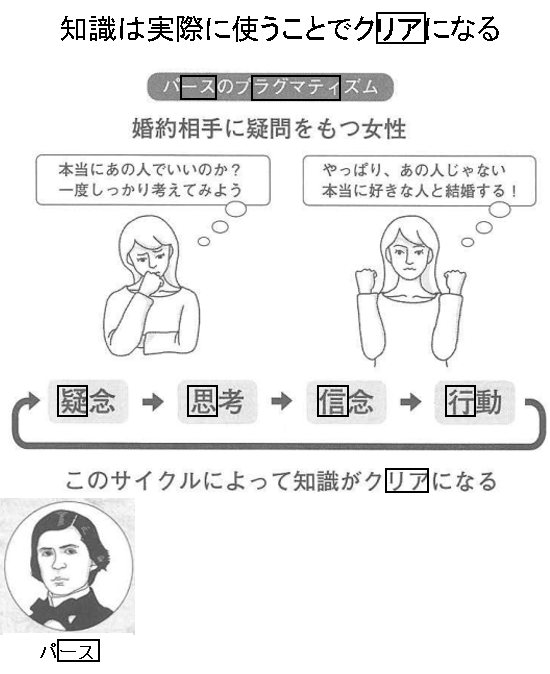 知識は実際に使うことでクリアになる
パースのプラグマティズム
婚約相手に疑問をもつ女性
本当にあの人でいいのか?
一度しっかり考えてみよう
やっぱり、あの人じゃない
本当に好きな人と結婚する!
疑念 → 思考 → 信念 → 行動
このサイクルによって知識がクリアになる
パース